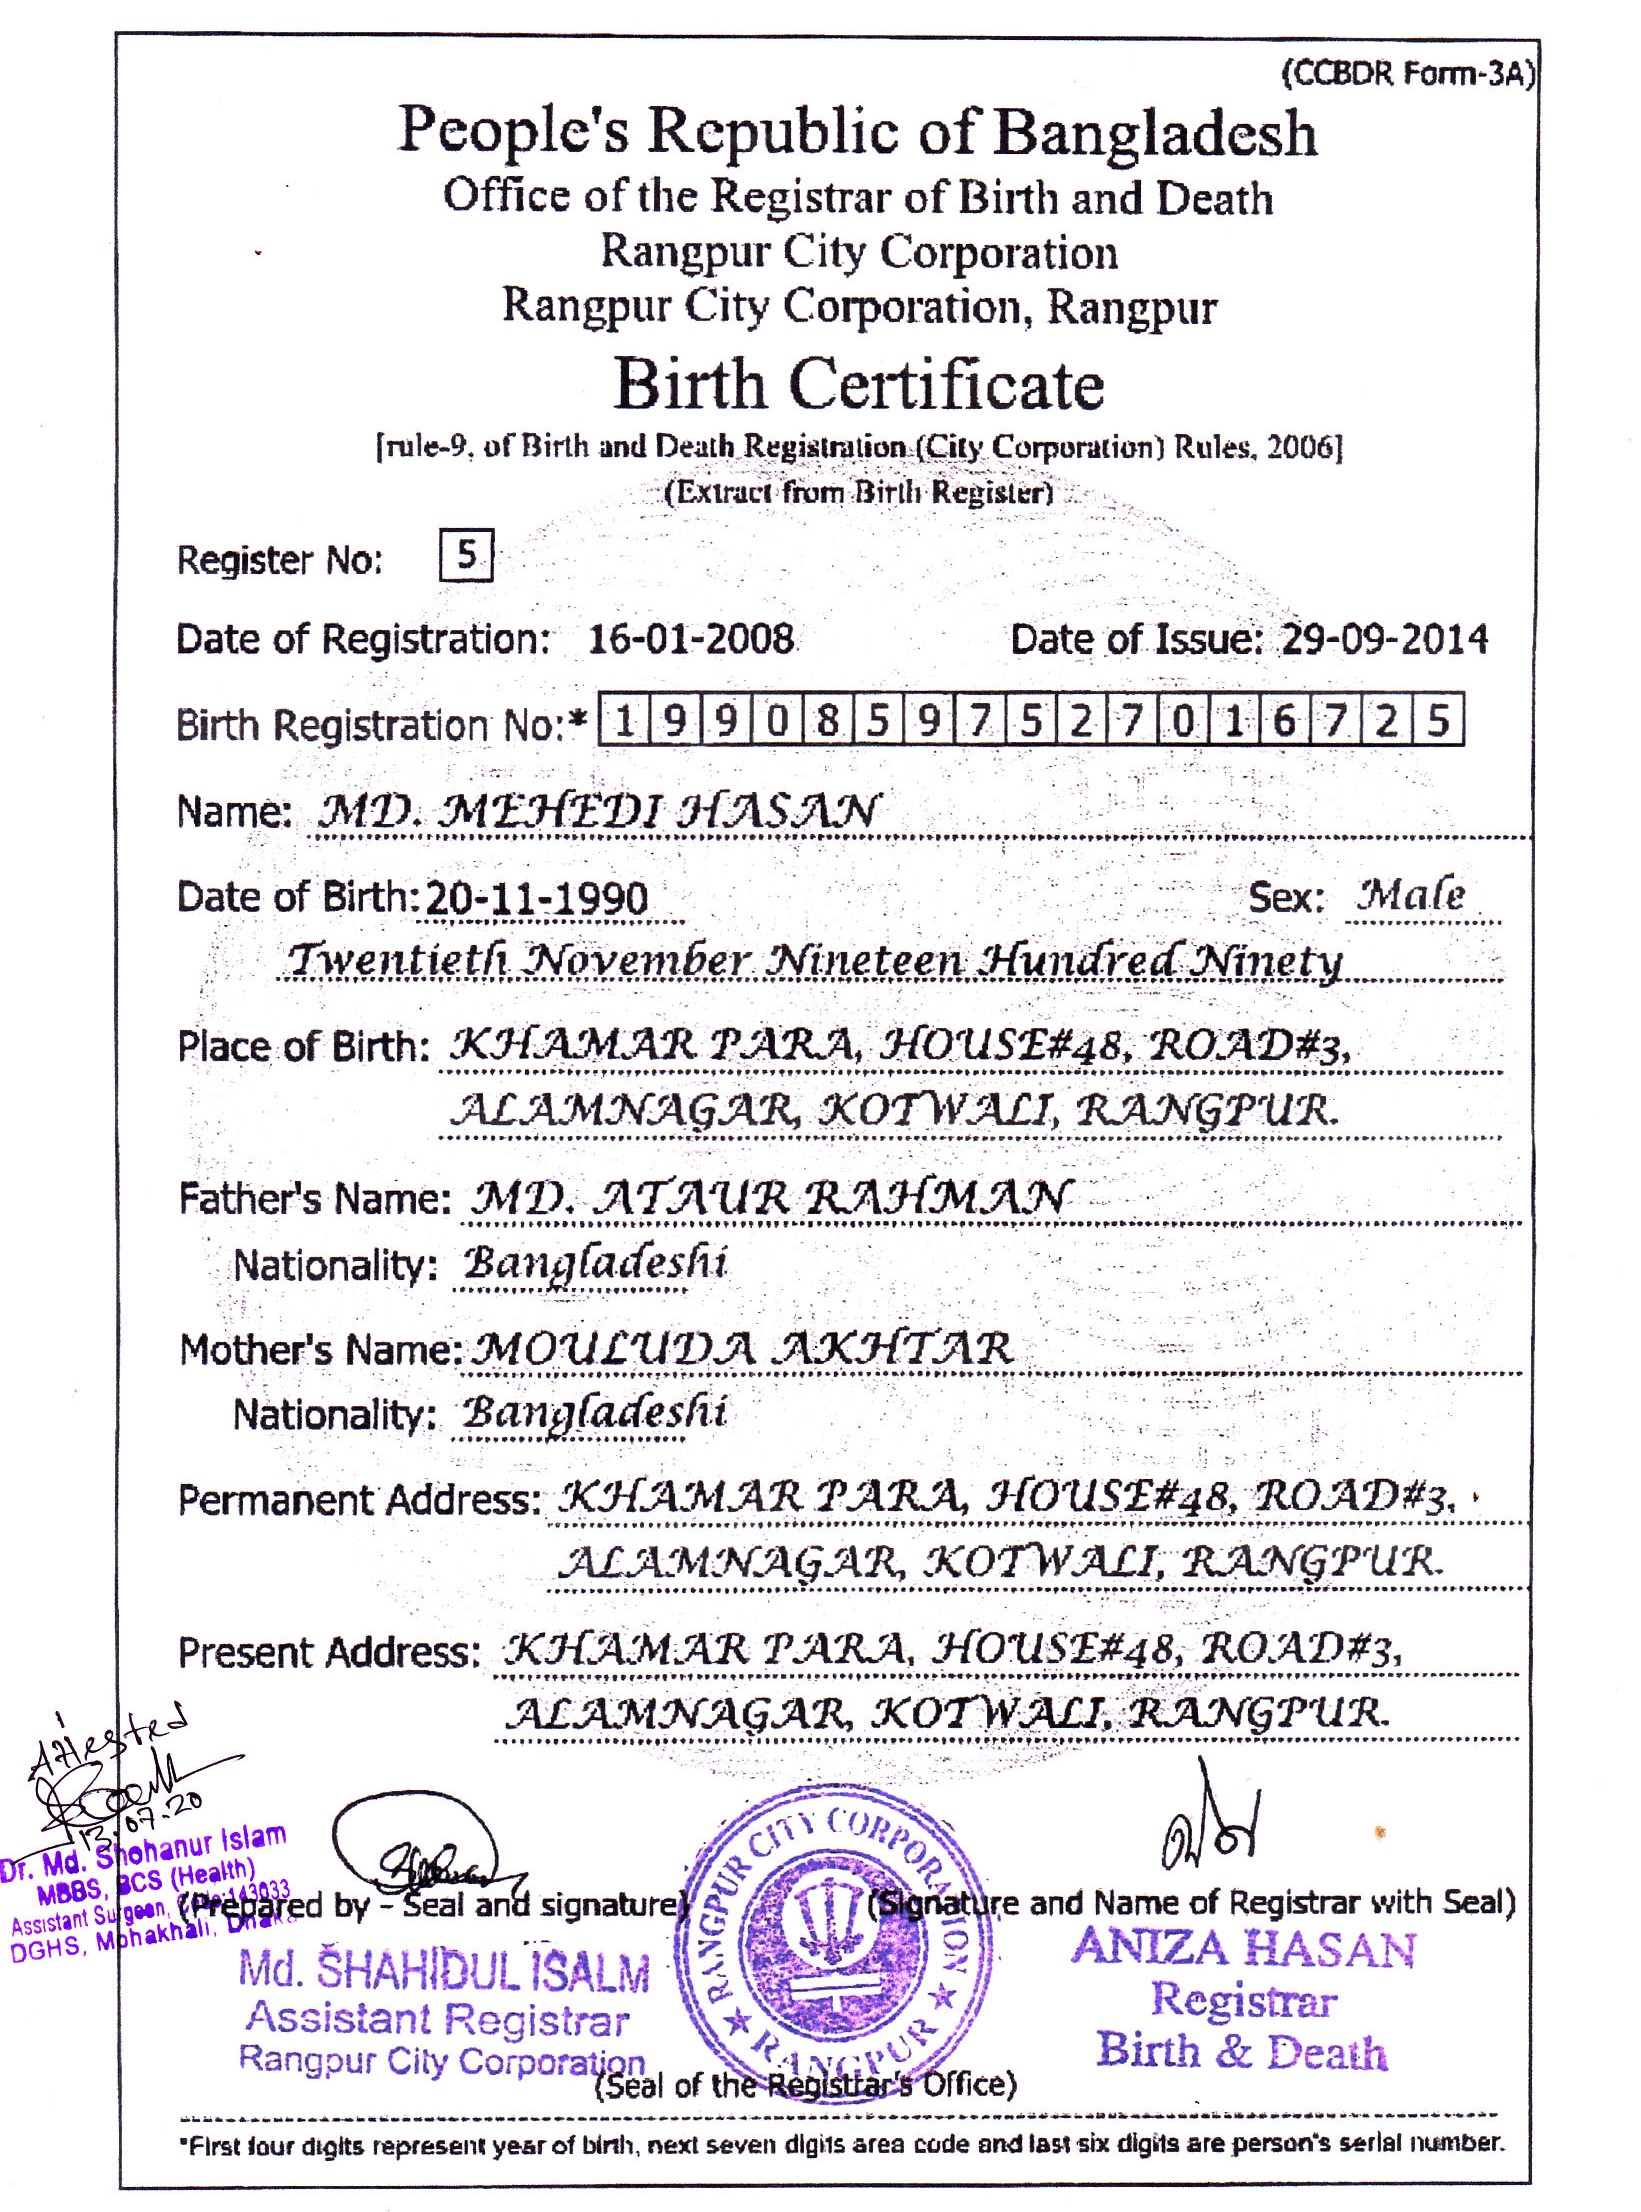 (CCBDR Form-3A)
People's Republic of Bangladesh
Office of the Registrar of Birth and Death
Rangpur City Corporation
Rangpur City Corporation, Rangpur
Birth Certificate
[rule-9, of Birth and Death Registration (City Corporation) Rules, 2006]
(Extract from Birth Register)
Register No: 5
Date of Registration: 16-01-2008 Date of Issue: 29-09-2014
Birth Registration No:* 19908597527016725
Name: MD. MEHEDI HASAN
Date of Birth: 20-11-1990 Sex: Male
Twentieth November Nineteen Hundred Ninety
Place of Birth: KHAMAR PARA, HOUSE#48, ROAD#3,
ALAMNAGAR, KOTWALI, RANGPUR.
Father's Name: MD. ATAUR RAHMAN
Nationality: Bangladeshi
Mother's Name: MOULUDA AKHTAR
Nationality: Bangladeshi
Permanent Address: KHAMAR PARA, HOUSE#48, ROAD#3,
ALAMNAGAR, KOTWALI, RANGPUR.
Present Address: KHAMAR PARA, HOUSE#48, ROAD#3,
ALAMNAGAR, KOTWALI, RANGPUR.
Attested
13.07.20
Dr. Md. Shohanur Islam
MBBS, BCS (Health)
Assistant Surgeon, Code:143033
DGHS, Mohakhali, Dhaka
(Prepared by - Seal and signature)
Md. SHAHIDUL ISALM
Assistant Registrar
Rangpur City Corporation
RANGPUR CITY CORPORATION
RANGPUR
(Seal of the Registrar's Office)
(Signature and Name of Registrar with Seal)
ANIZA HASAN
Registrar
Birth & Death
*First four digits represent year of birth, next seven digits area code and last six digits are person's serial number.